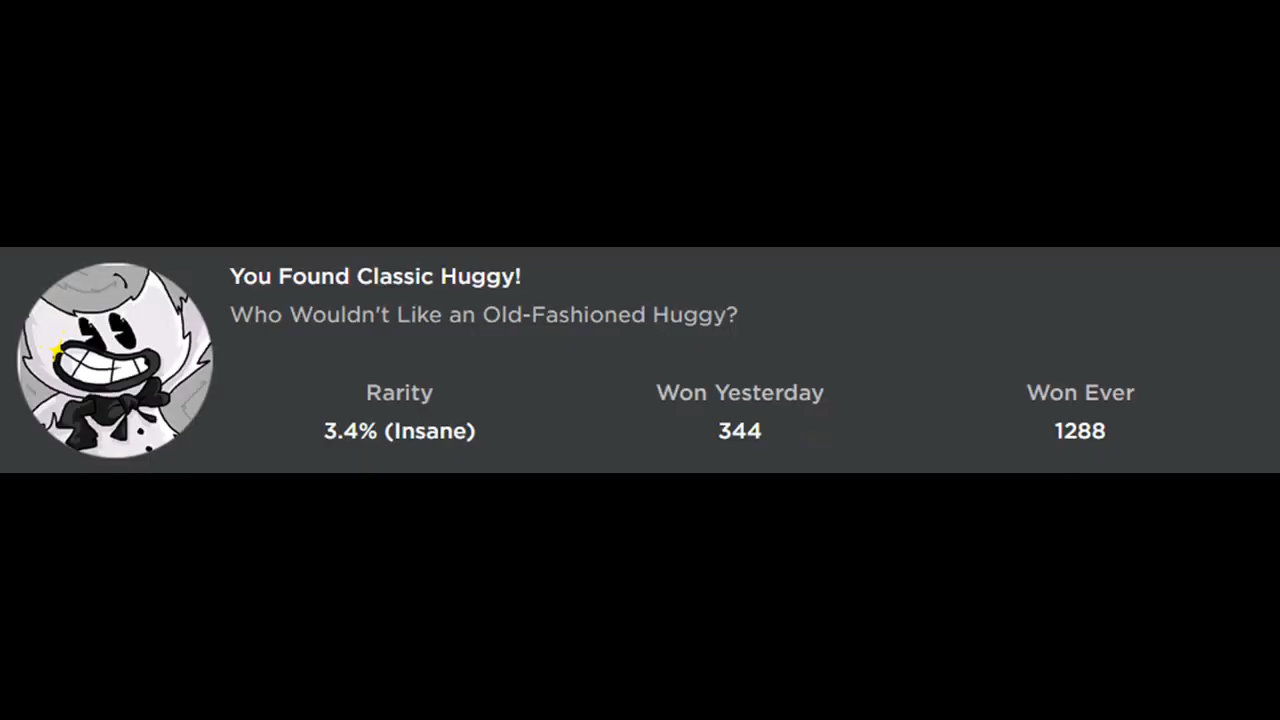 You Found Classic Huggy!
Who Wouldn't Like an Old-Fashioned Huggy?
Rarity Won Yesterday Won Ever
3.4% (Insane) 344 1288